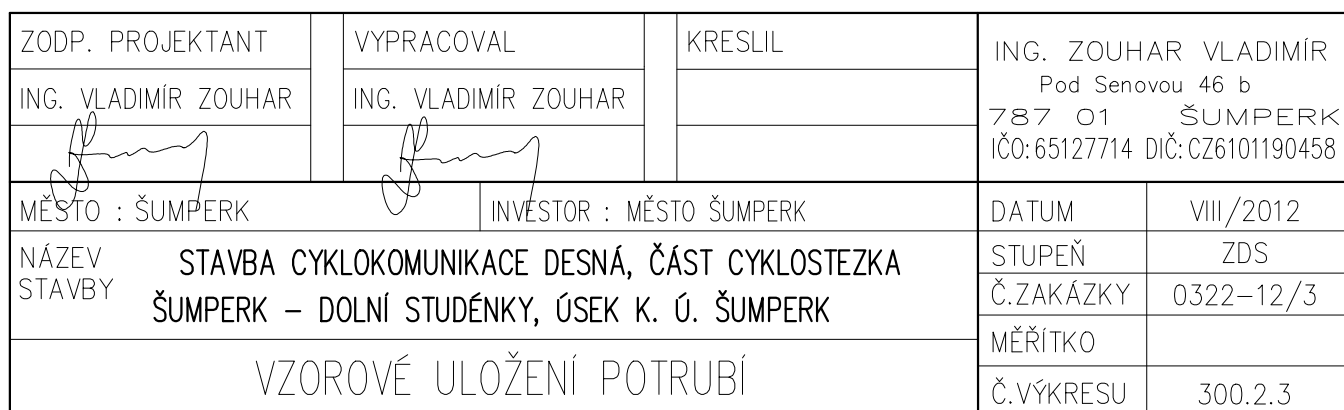 ZODP. PROJEKTANT
ING. VLADIMÍR ZOUHAR
VYPRACOVAL
ING. VLADIMÍR ZOUHAR
KRESLIL
ING. ZOUHAR VLADIMÍR
Pod Senovou 46 b
787 01 ŠUMPERK
IČO: 65127714 DIČ: CZ6101190458
MĚSTO : ŠUMPERK
INVESTOR : MĚSTO ŠUMPERK
NÁZEV STAVBY
STAVBA CYKLOKOMUNIKACE DESNÁ, ČÁST CYKLOSTEZKA
ŠUMPERK – DOLNÍ STUDÉNKY, ÚSEK K. Ú. ŠUMPERK
VZOROVÉ ULOŽENÍ POTRUBÍ
DATUM VIII/2012
STUPEŇ ZDS
Č.ZAKÁZKY 0322-12/3
MĚŘÍTKO
Č.VÝKRESU 300.2.3